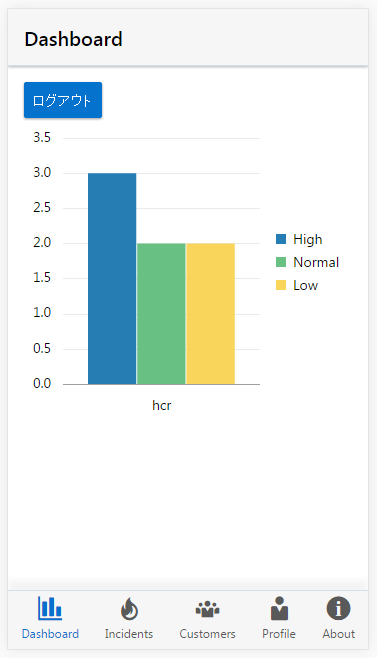 Dashboard
ログアウト
3.5
3.0
2.5
2.0
1.5
1.0
0.5
0.0
hcr
High
Normal
Low
Dashboard
Incidents
Customers
Profile
About